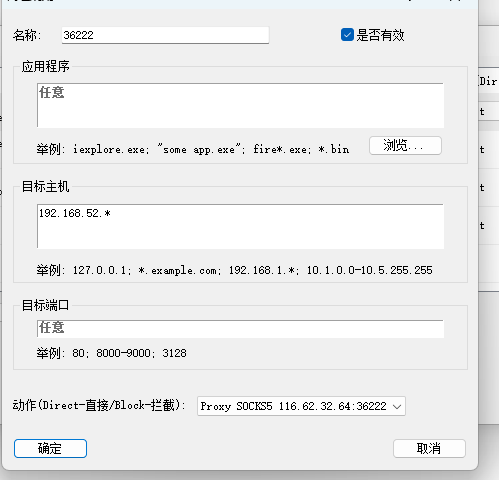 名称:
36222
是否有效
应用程序
任意
举例: iexplore.exe; "some app.exe"; fire*.exe; *.bin
浏览...
目标主机
192.168.52.*
举例: 127.0.0.1; *.example.com; 192.168.1.*; 10.1.0.0-10.5.255.255
目标端口
任意
举例: 80; 8000-9000; 3128
动作(Direct-直接/Block-拦截):
Proxy SOCKS5 116.62.32.64:36222
确定
取消